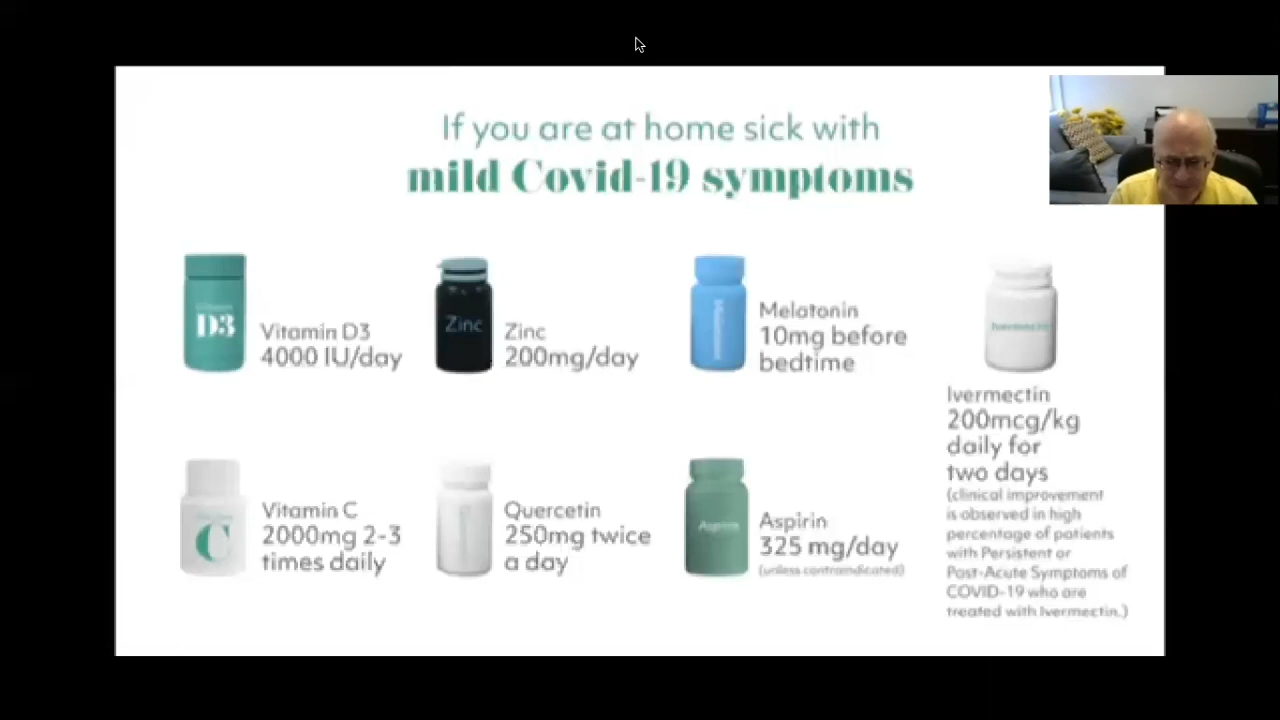 If you are at home sick with
mild Covid-19 symptoms
D3
Vitamin D3
4000 IU/day
Zinc
Zinc
200mg/day
Melatonin
Melatonin
10mg before
bedtime
Ivermectin
Ivermectin
200mcg/kg
daily for
two days
(clinical improvement
is observed in high
percentage of patients
with Persistent or
Post-Acute Symptoms of
COVID-19 who are
treated with Ivermectin.)
C
Vitamin C
2000mg 2-3
times daily
Quercetin
250mg twice
a day
Aspirin
Aspirin
325 mg/day
(unless contraindicated)